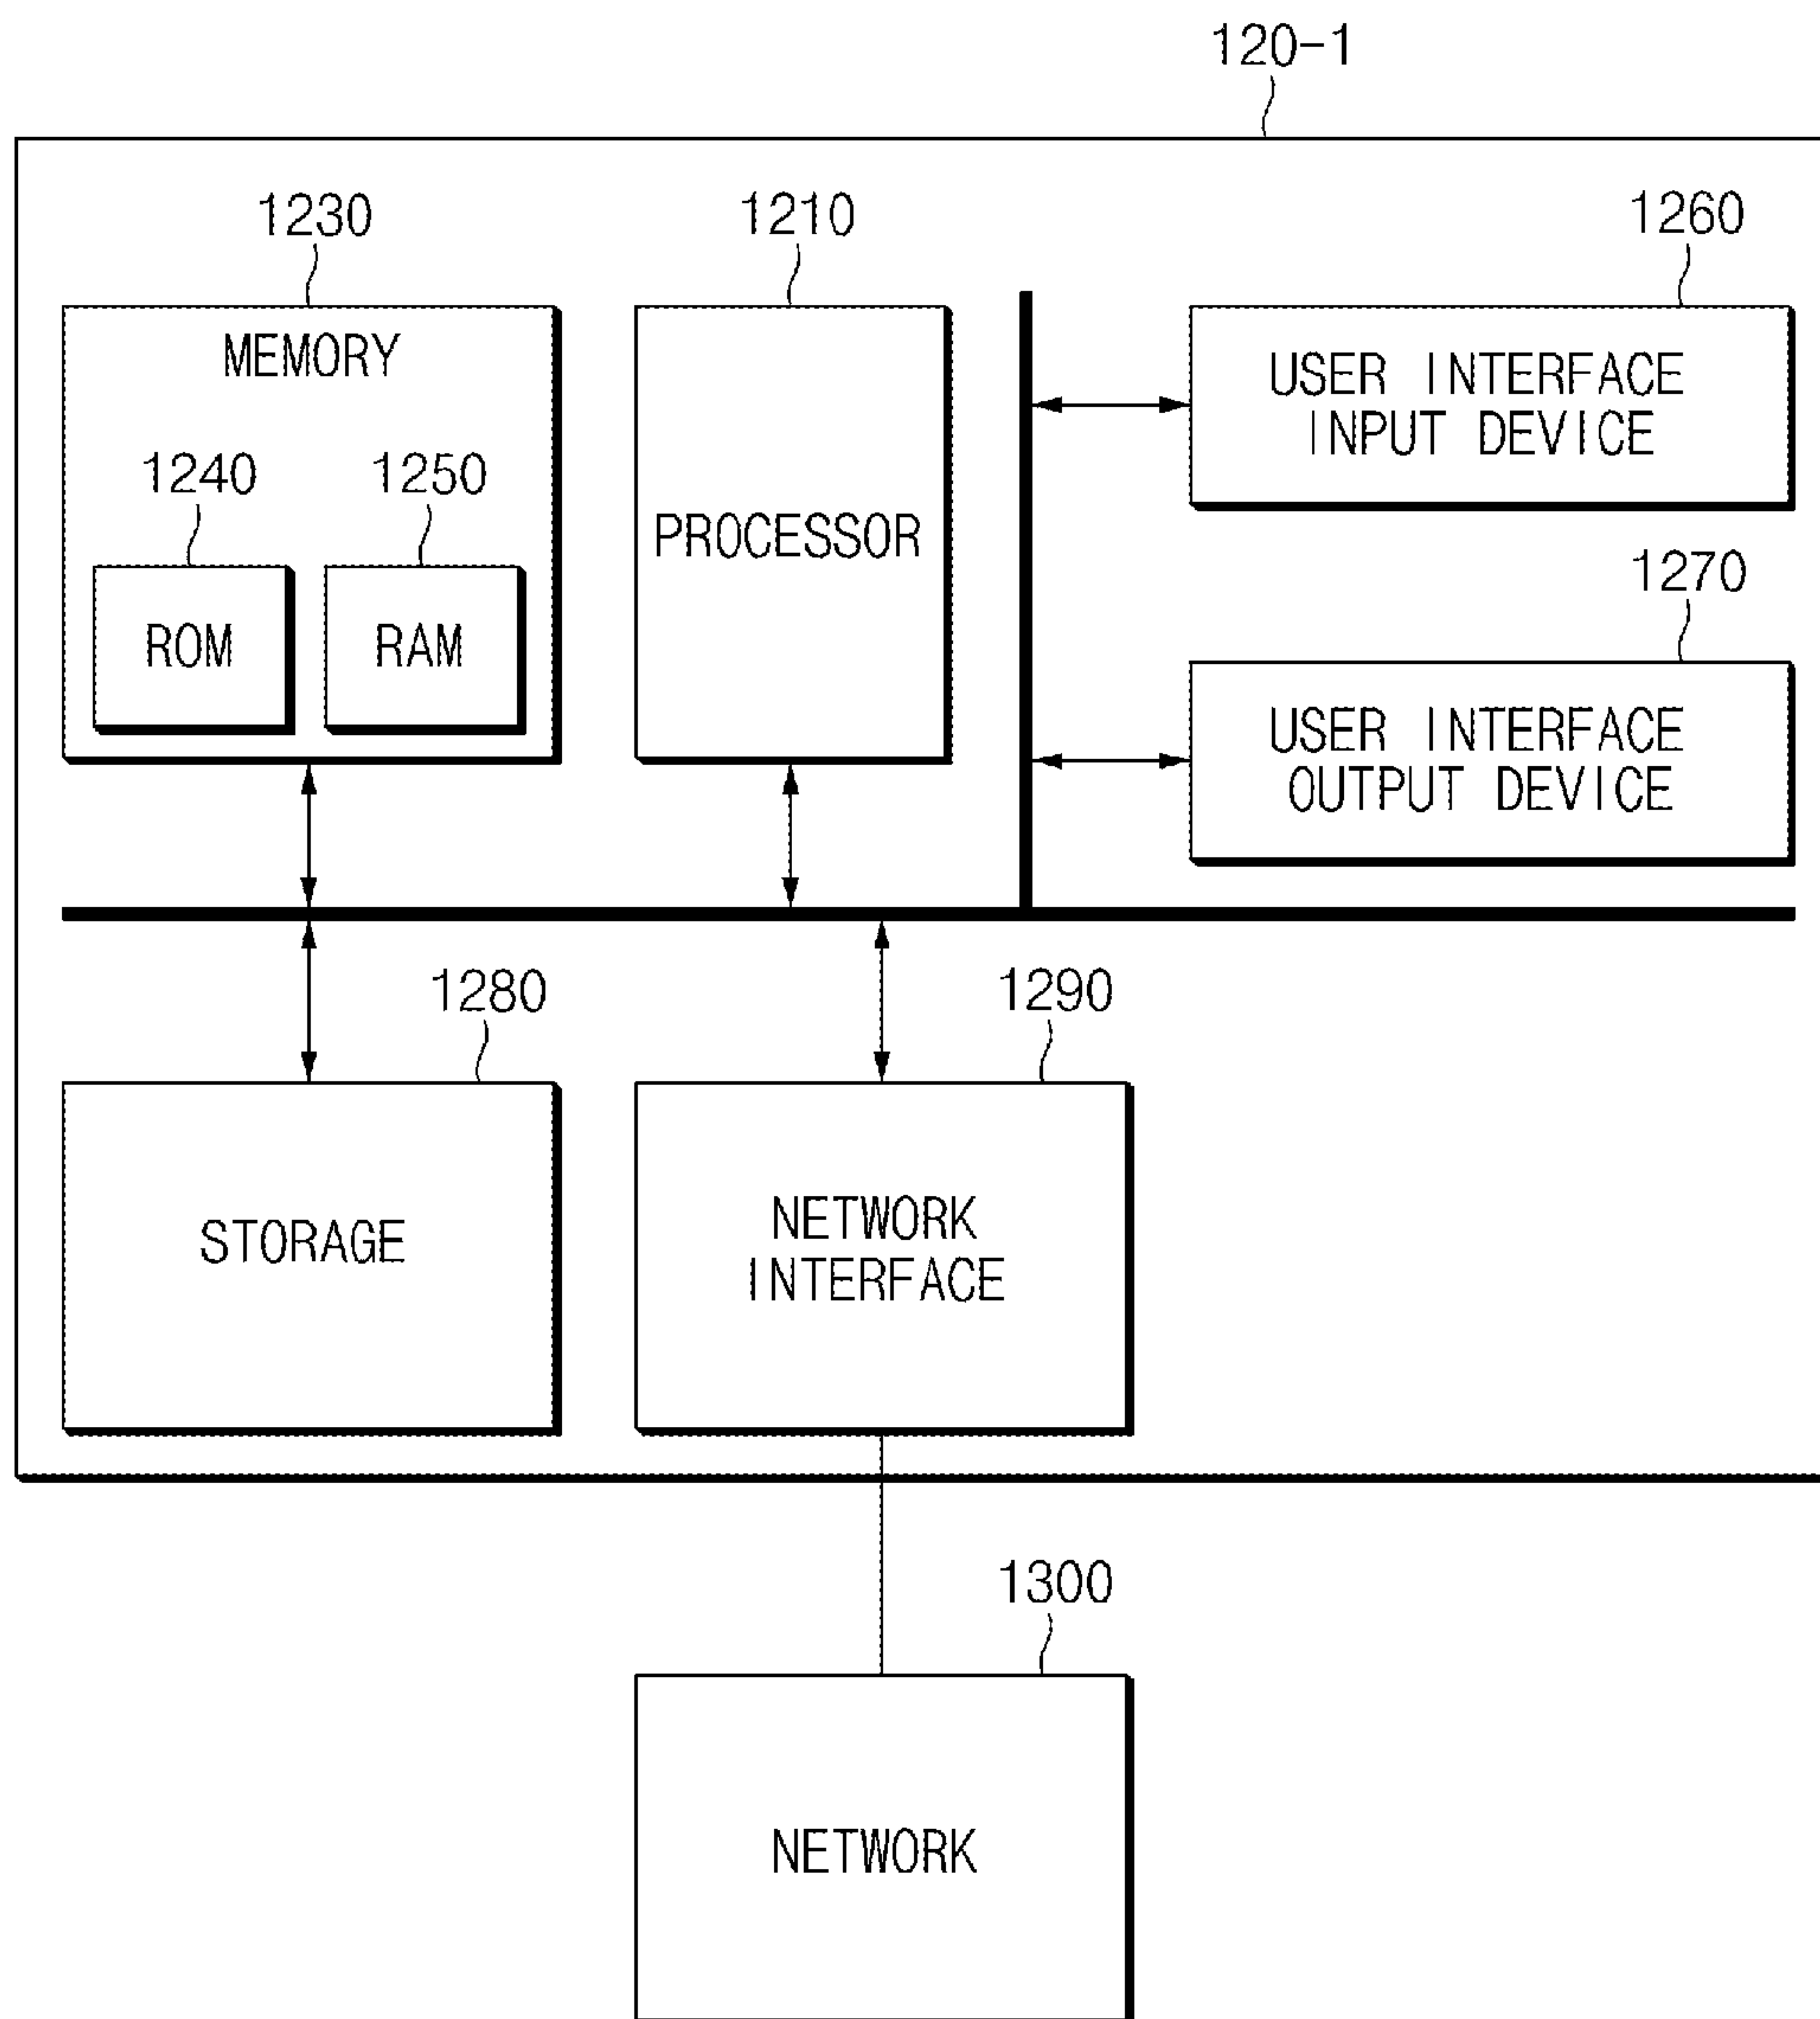 120-1
1230
1210
1260
MEMORY
USER INTERFACE
INPUT DEVICE
1240
1250
PROCESSOR
1270
ROM
RAM
USER INTERFACE
OUTPUT DEVICE
1280
1290
STORAGE
NETWORK
INTERFACE
1300
NETWORK